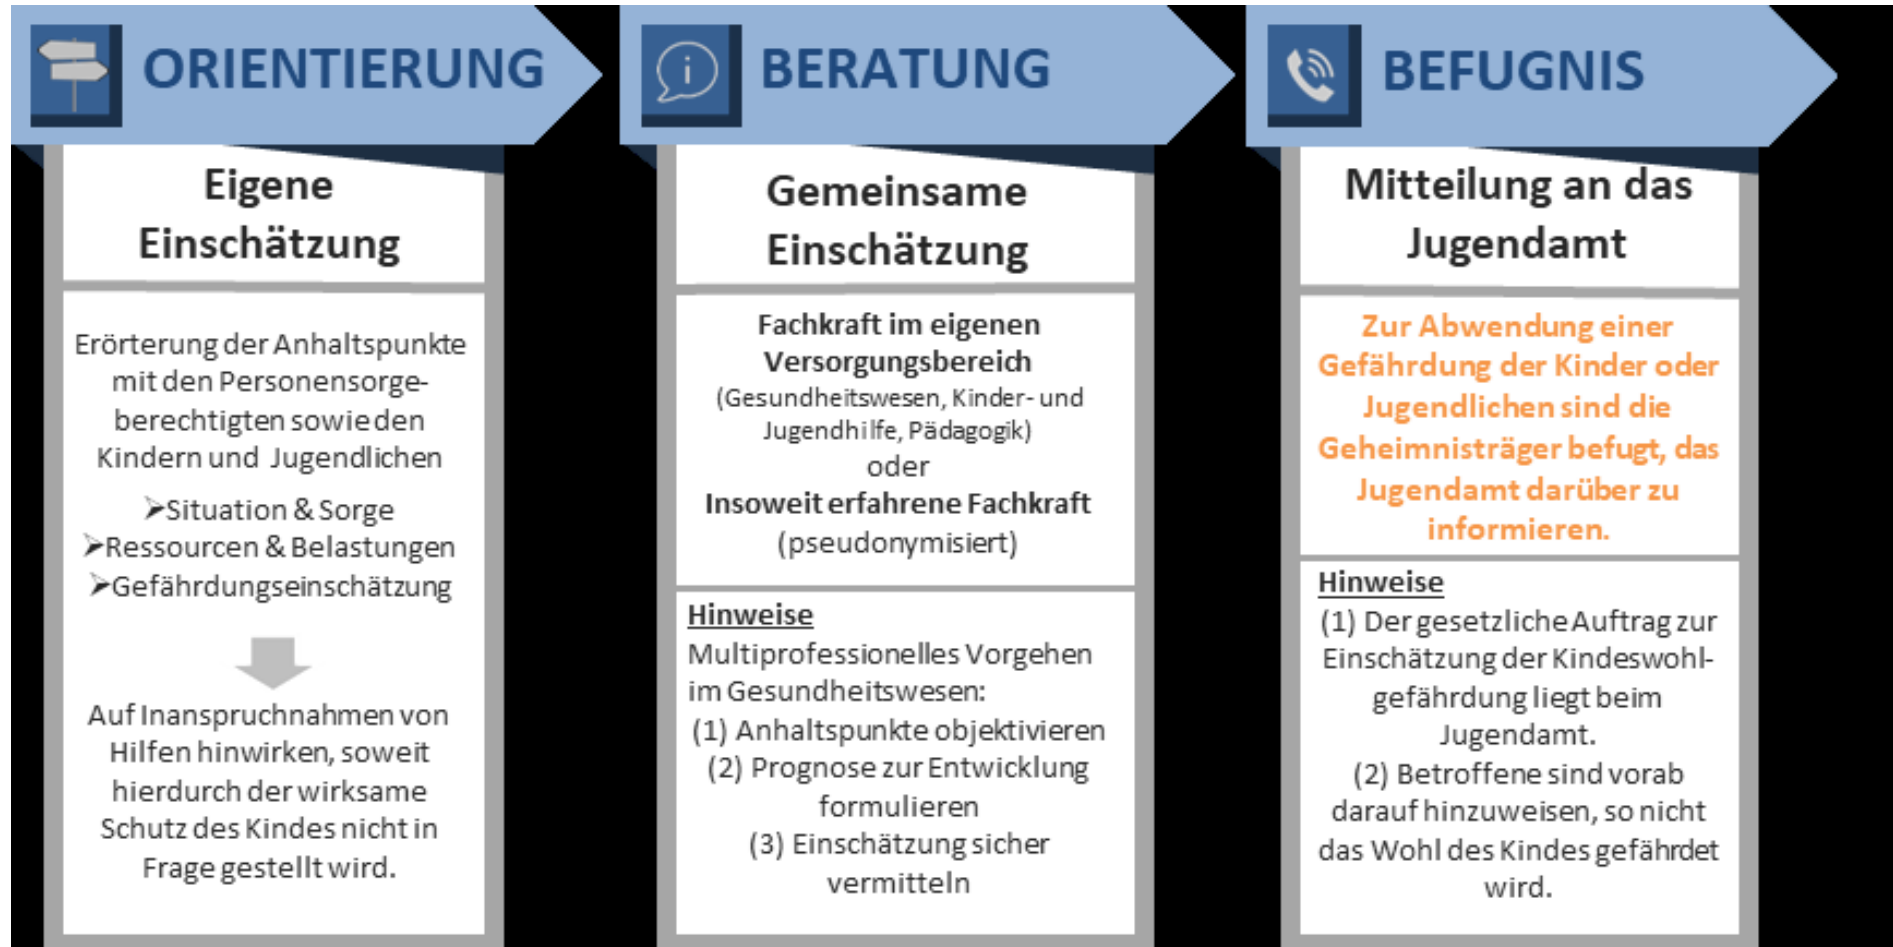 ORIENTIERUNG
Eigene
Einschätzung
Erörterung der Anhaltspunkte
mit den Personensorge-
berechtigten sowie den
Kindern und Jugendlichen
➢Situation & Sorge
➢Ressourcen & Belastungen
➢Gefährdungseinschätzung
Auf Inanspruchnahmen von
Hilfen hinwirken, soweit
hierdurch der wirksame
Schutz des Kindes nicht in
Frage gestellt wird.
BERATUNG
Gemeinsame
Einschätzung
Fachkraft im eigenen
Versorgungsbereich
(Gesundheitswesen, Kinder- und
Jugendhilfe, Pädagogik)
oder
Insoweit erfahrene Fachkraft
(pseudonymisiert)
Hinweise
Multiprofessionelles Vorgehen
im Gesundheitswesen:
(1) Anhaltspunkte objektivieren
(2) Prognose zur Entwicklung
formulieren
(3) Einschätzung sicher
vermitteln
BEFUGNIS
Mitteilung an das
Jugendamt
Zur Abwendung einer
Gefährdung der Kinder oder
Jugendlichen sind die
Geheimnisträger befugt, das
Jugendamt darüber zu
informieren.
Hinweise
(1) Der gesetzliche Auftrag zur
Einschätzung der Kindeswohl-
gefährdung liegt beim
Jugendamt.
(2) Betroffene sind vorab
darauf hinzuweisen, so nicht
das Wohl des Kindes gefährdet
wird.